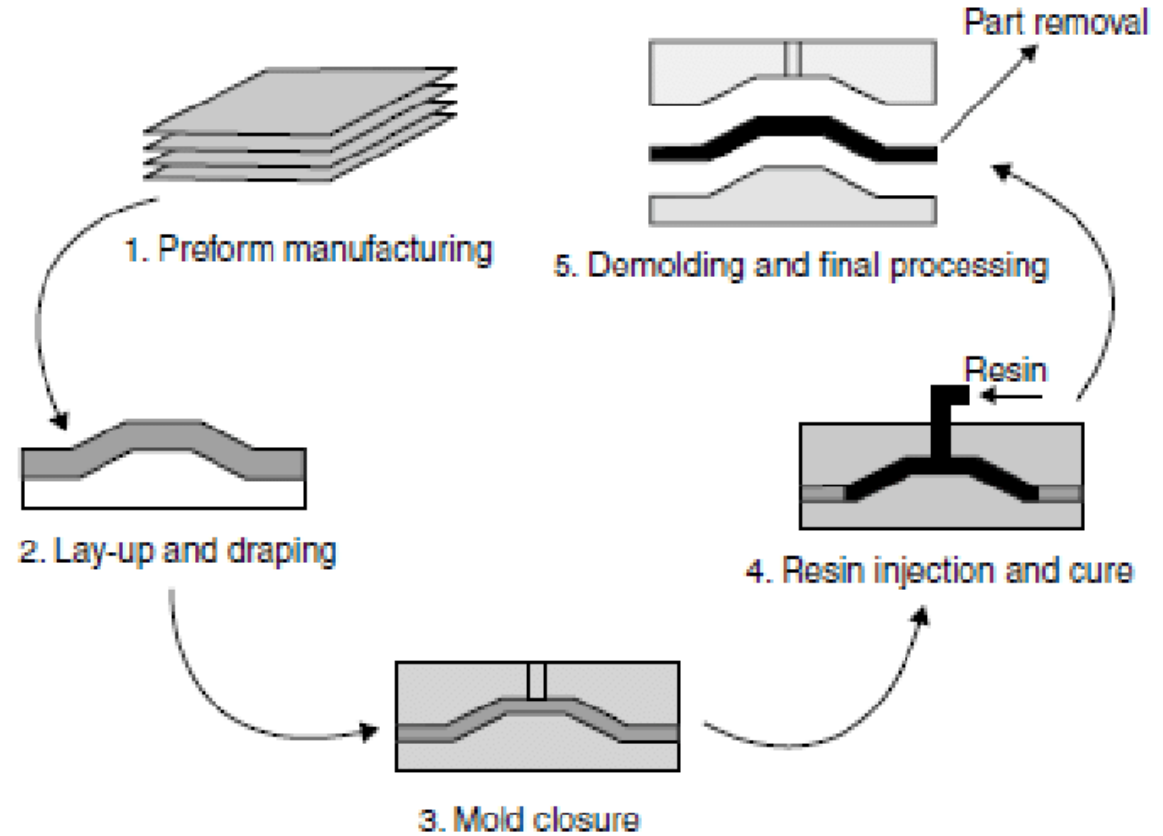 Part removal
1. Preform manufacturing
5. Demolding and final processing
Resin
2. Lay-up and draping
4. Resin injection and cure
3. Mold closure